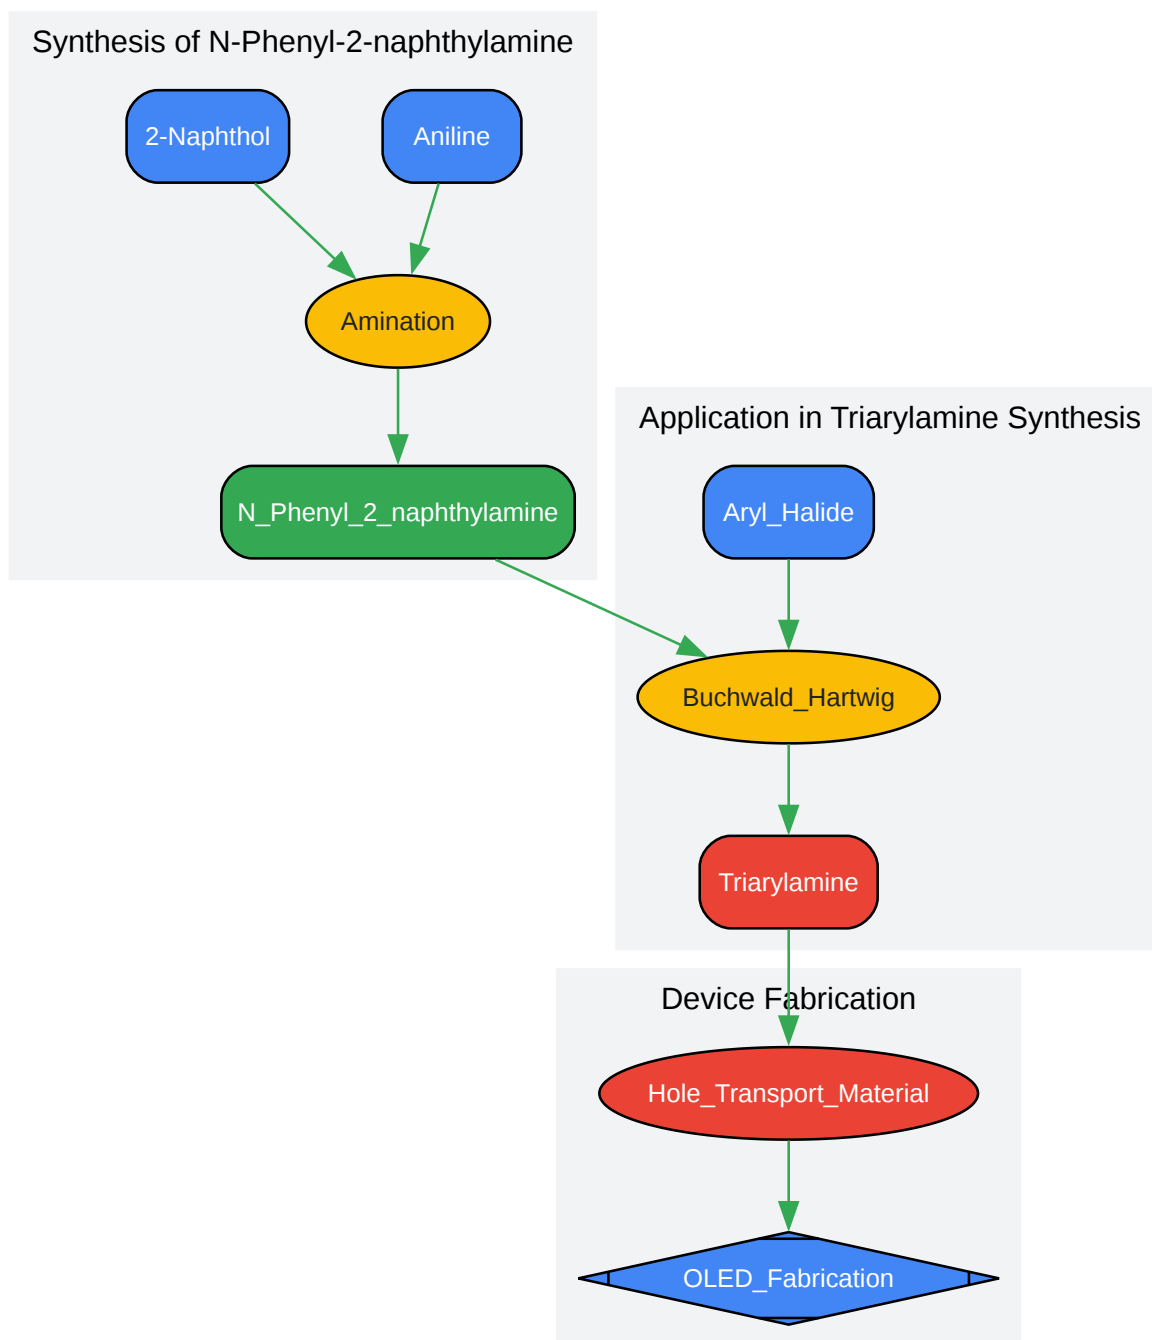 Synthesis of N-Phenyl-2-naphthylamine
2-Naphthol
Aniline
Amination
N_Phenyl_2_naphthylamine
Application in Triarylamine Synthesis
Aryl_Halide
Buchwald_Hartwig
Triarylamine
Device Fabrication
Hole_Transport_Material
OLED_Fabrication